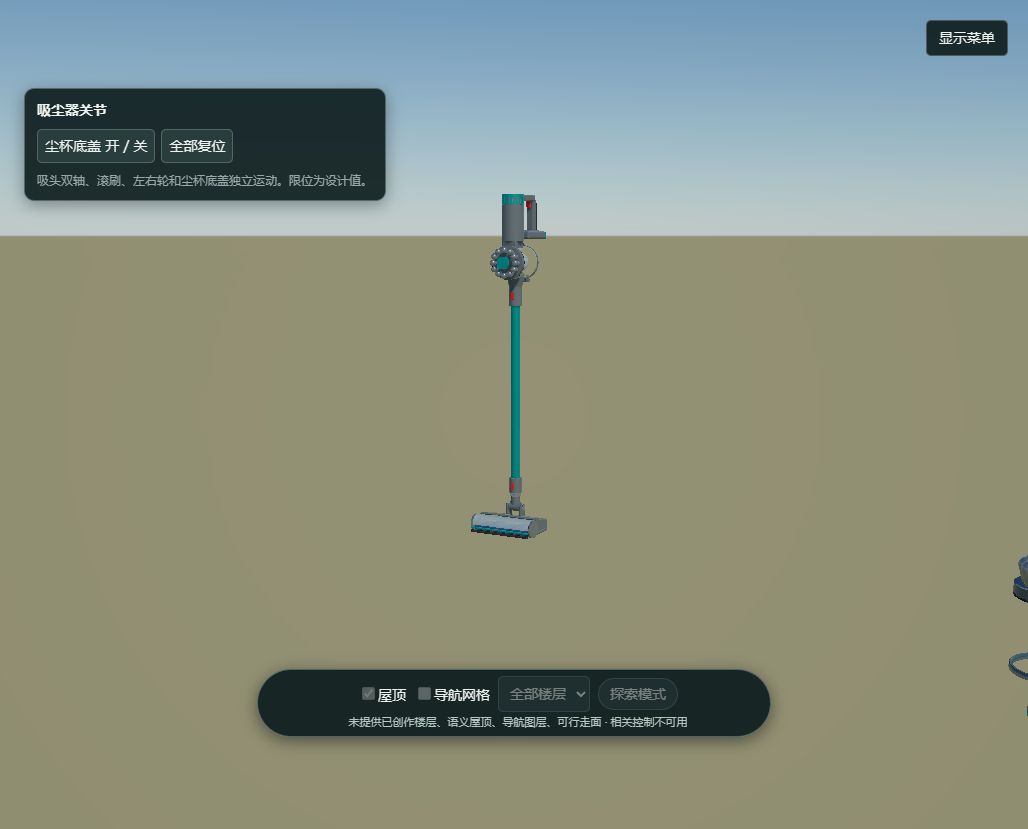 显示菜单
吸尘器关节
尘杯底盖 开 / 关
全部复位
吸头双轴、滚刷、左右轮和尘杯底盖独立运动。限位为设计值。
屋顶 导航网格 全部楼层 探索模式
未提供已创作楼层、语义屋顶、导航图层、可行走面 · 相关控制不可用